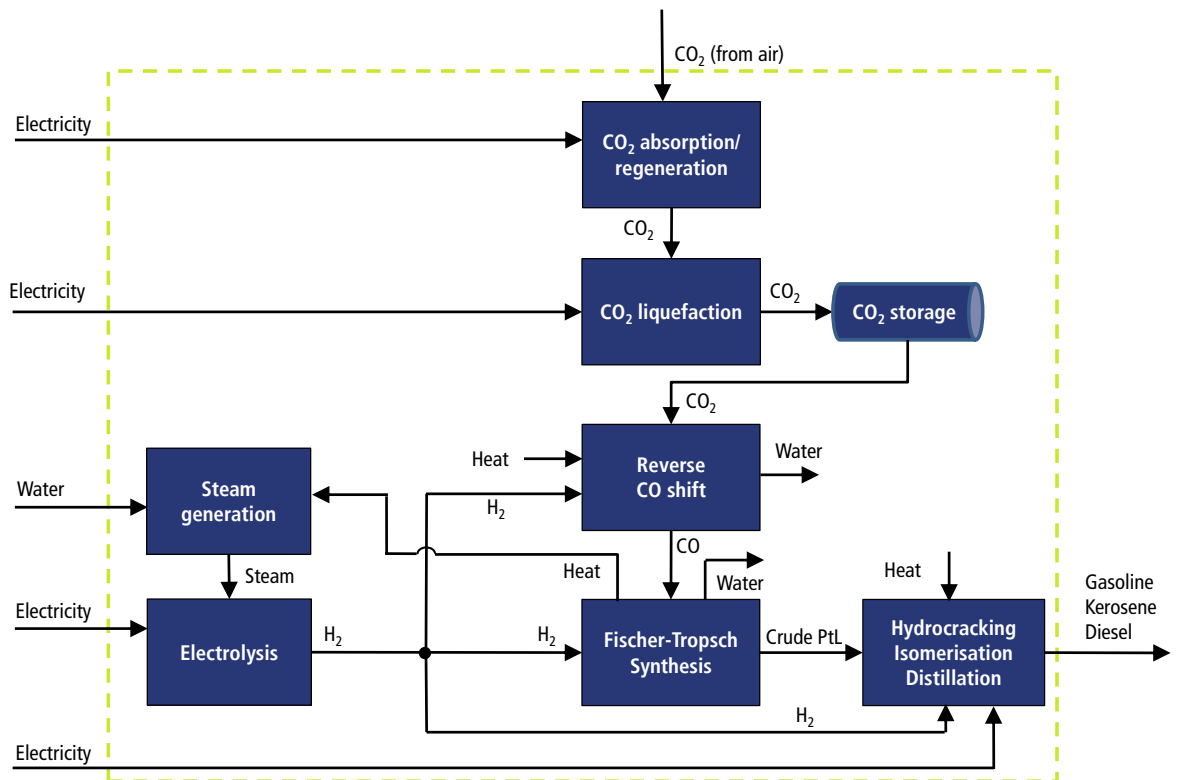 CO₂ (from air)
Electricity
CO₂ absorption/
regeneration
CO₂
Electricity
CO₂ liquefaction
CO₂
CO₂ storage
CO₂
Heat
Reverse
CO shift
Water
Water
Steam
generation
H₂
CO
Steam
Heat
Water
Heat
Gasoline
Kerosene
Diesel
Electricity
Electrolysis
H₂
H₂
Fischer-Tropsch
Synthesis
Crude PtL
Hydrocracking
Isomerisation
Distillation
H₂
Electricity